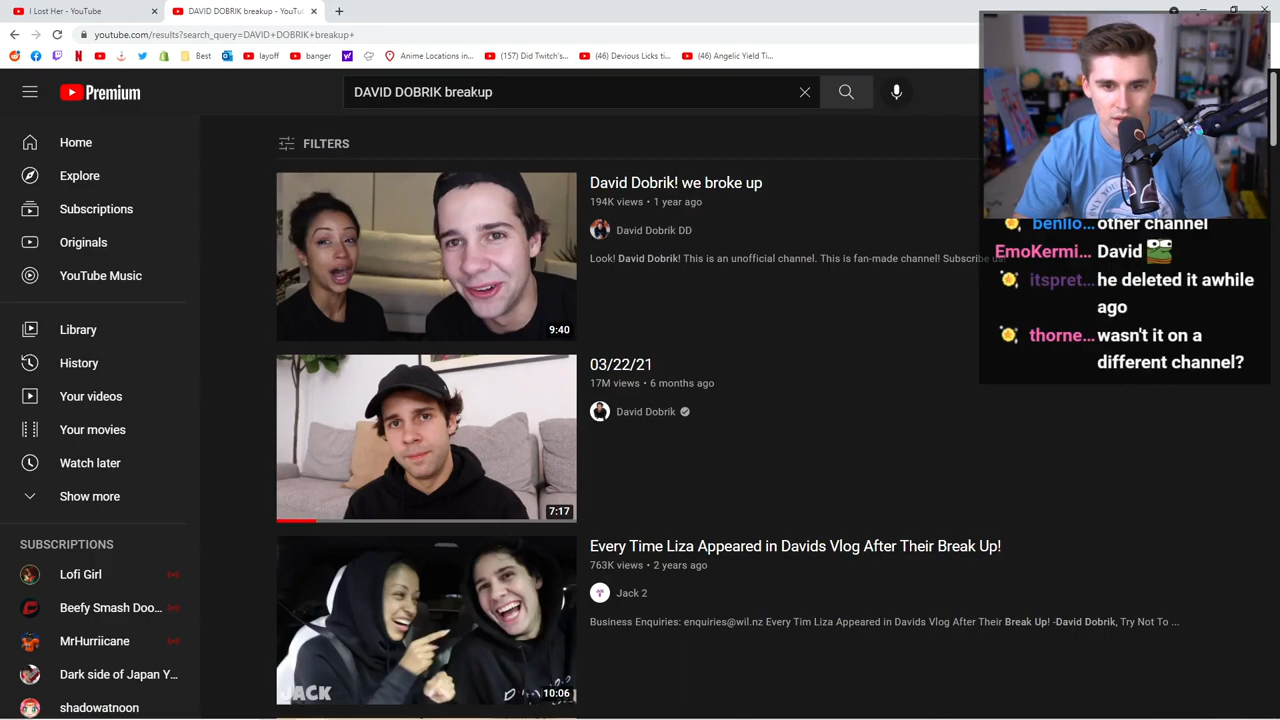 I Lost Her - YouTube
DAVID DOBRIK breakup - YouTu
youtube.com/results?search_query=DAVID+DOBRIK+breakup+
Best
layoff
banger
Anime Locations in...
(157) Did Twitch's...
(46) Devious Licks ti...
(46) Angelic Yield Ti...
Premium
DAVID DOBRIK breakup
Home
Explore
Subscriptions
Originals
YouTube Music
Library
History
Your videos
Your movies
Watch later
Show more
SUBSCRIPTIONS
Lofi Girl
Beefy Smash Doo...
MrHurriicane
Dark side of Japan Y...
shadowatnoon
FILTERS
9:40
David Dobrik! we broke up
194K views • 1 year ago
David Dobrik DD
Look! David Dobrik! This is an unofficial channel. This is fan-made channel! Subscribe us!
7:17
03/22/21
17M views • 6 months ago
David Dobrik
JACK
10:06
Every Time Liza Appeared in Davids Vlog After Their Break Up!
763K views • 2 years ago
Jack 2
Business Enquiries: enquiries@wil.nz Every Tim Liza Appeared in Davids Vlog After Their Break Up! -David Dobrik, Try Not To ...
benllo... other channel
EmoKermi... David
itspret... he deleted it awhile
ago
thorne... wasn't it on a
different channel?